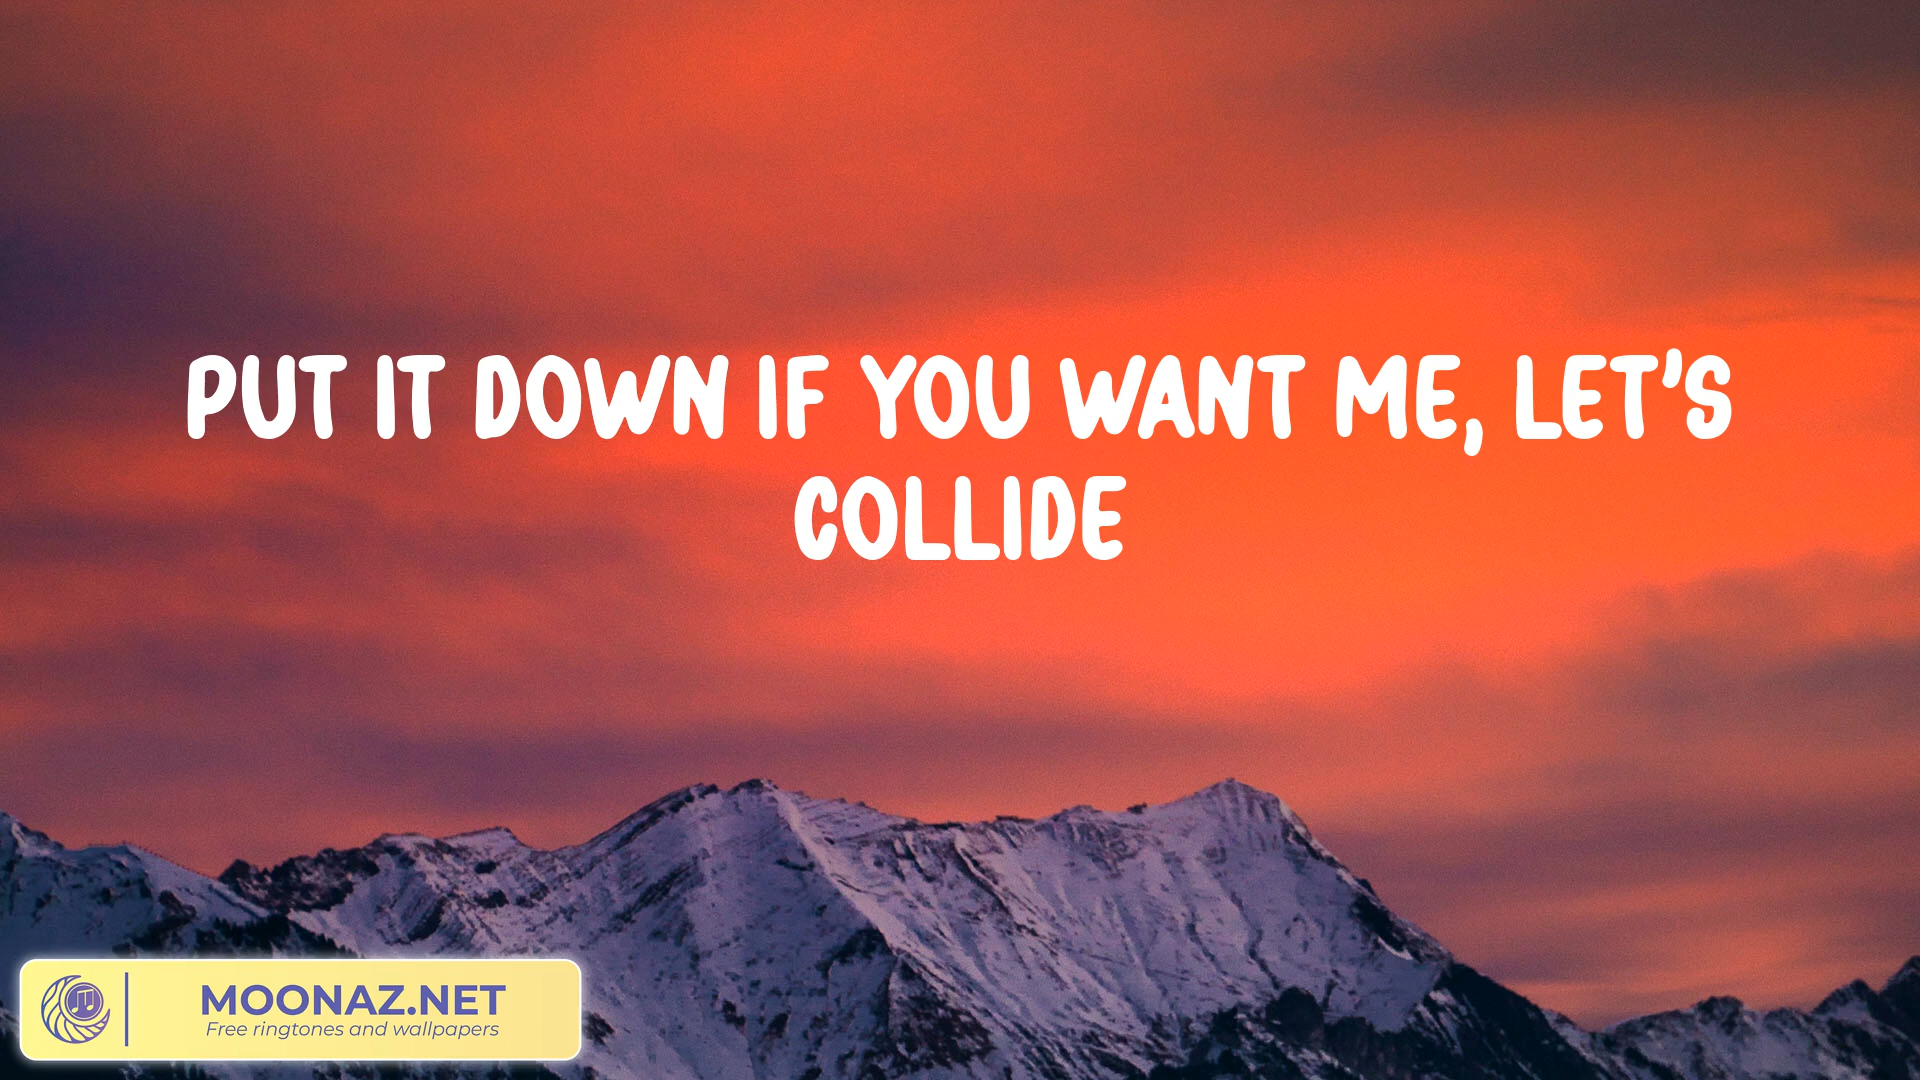 PUT IT DOWN IF YOU WANT ME, LET'S
COLLIDE
MOONAZ.NET
Free ringtones and wallpapers